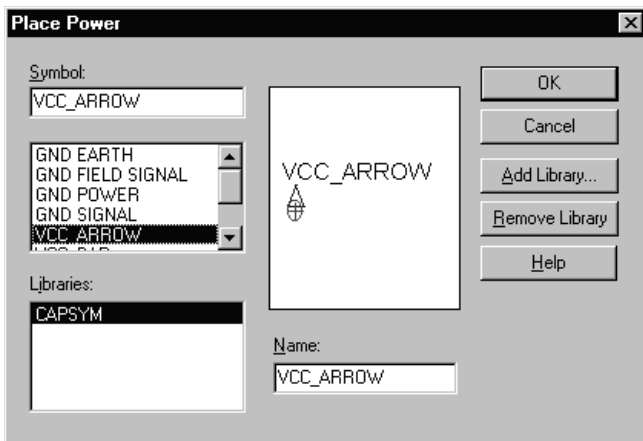 Place Power
Symbol:
VCC_ARROW
GND EARTH
GND FIELD SIGNAL
GND POWER
GND SIGNAL
VCC_ARROW
Libraries:
CAPSYM
VCC_ARROW
Name:
VCC_ARROW
OK
Cancel
Add Library...
Remove Library
Help